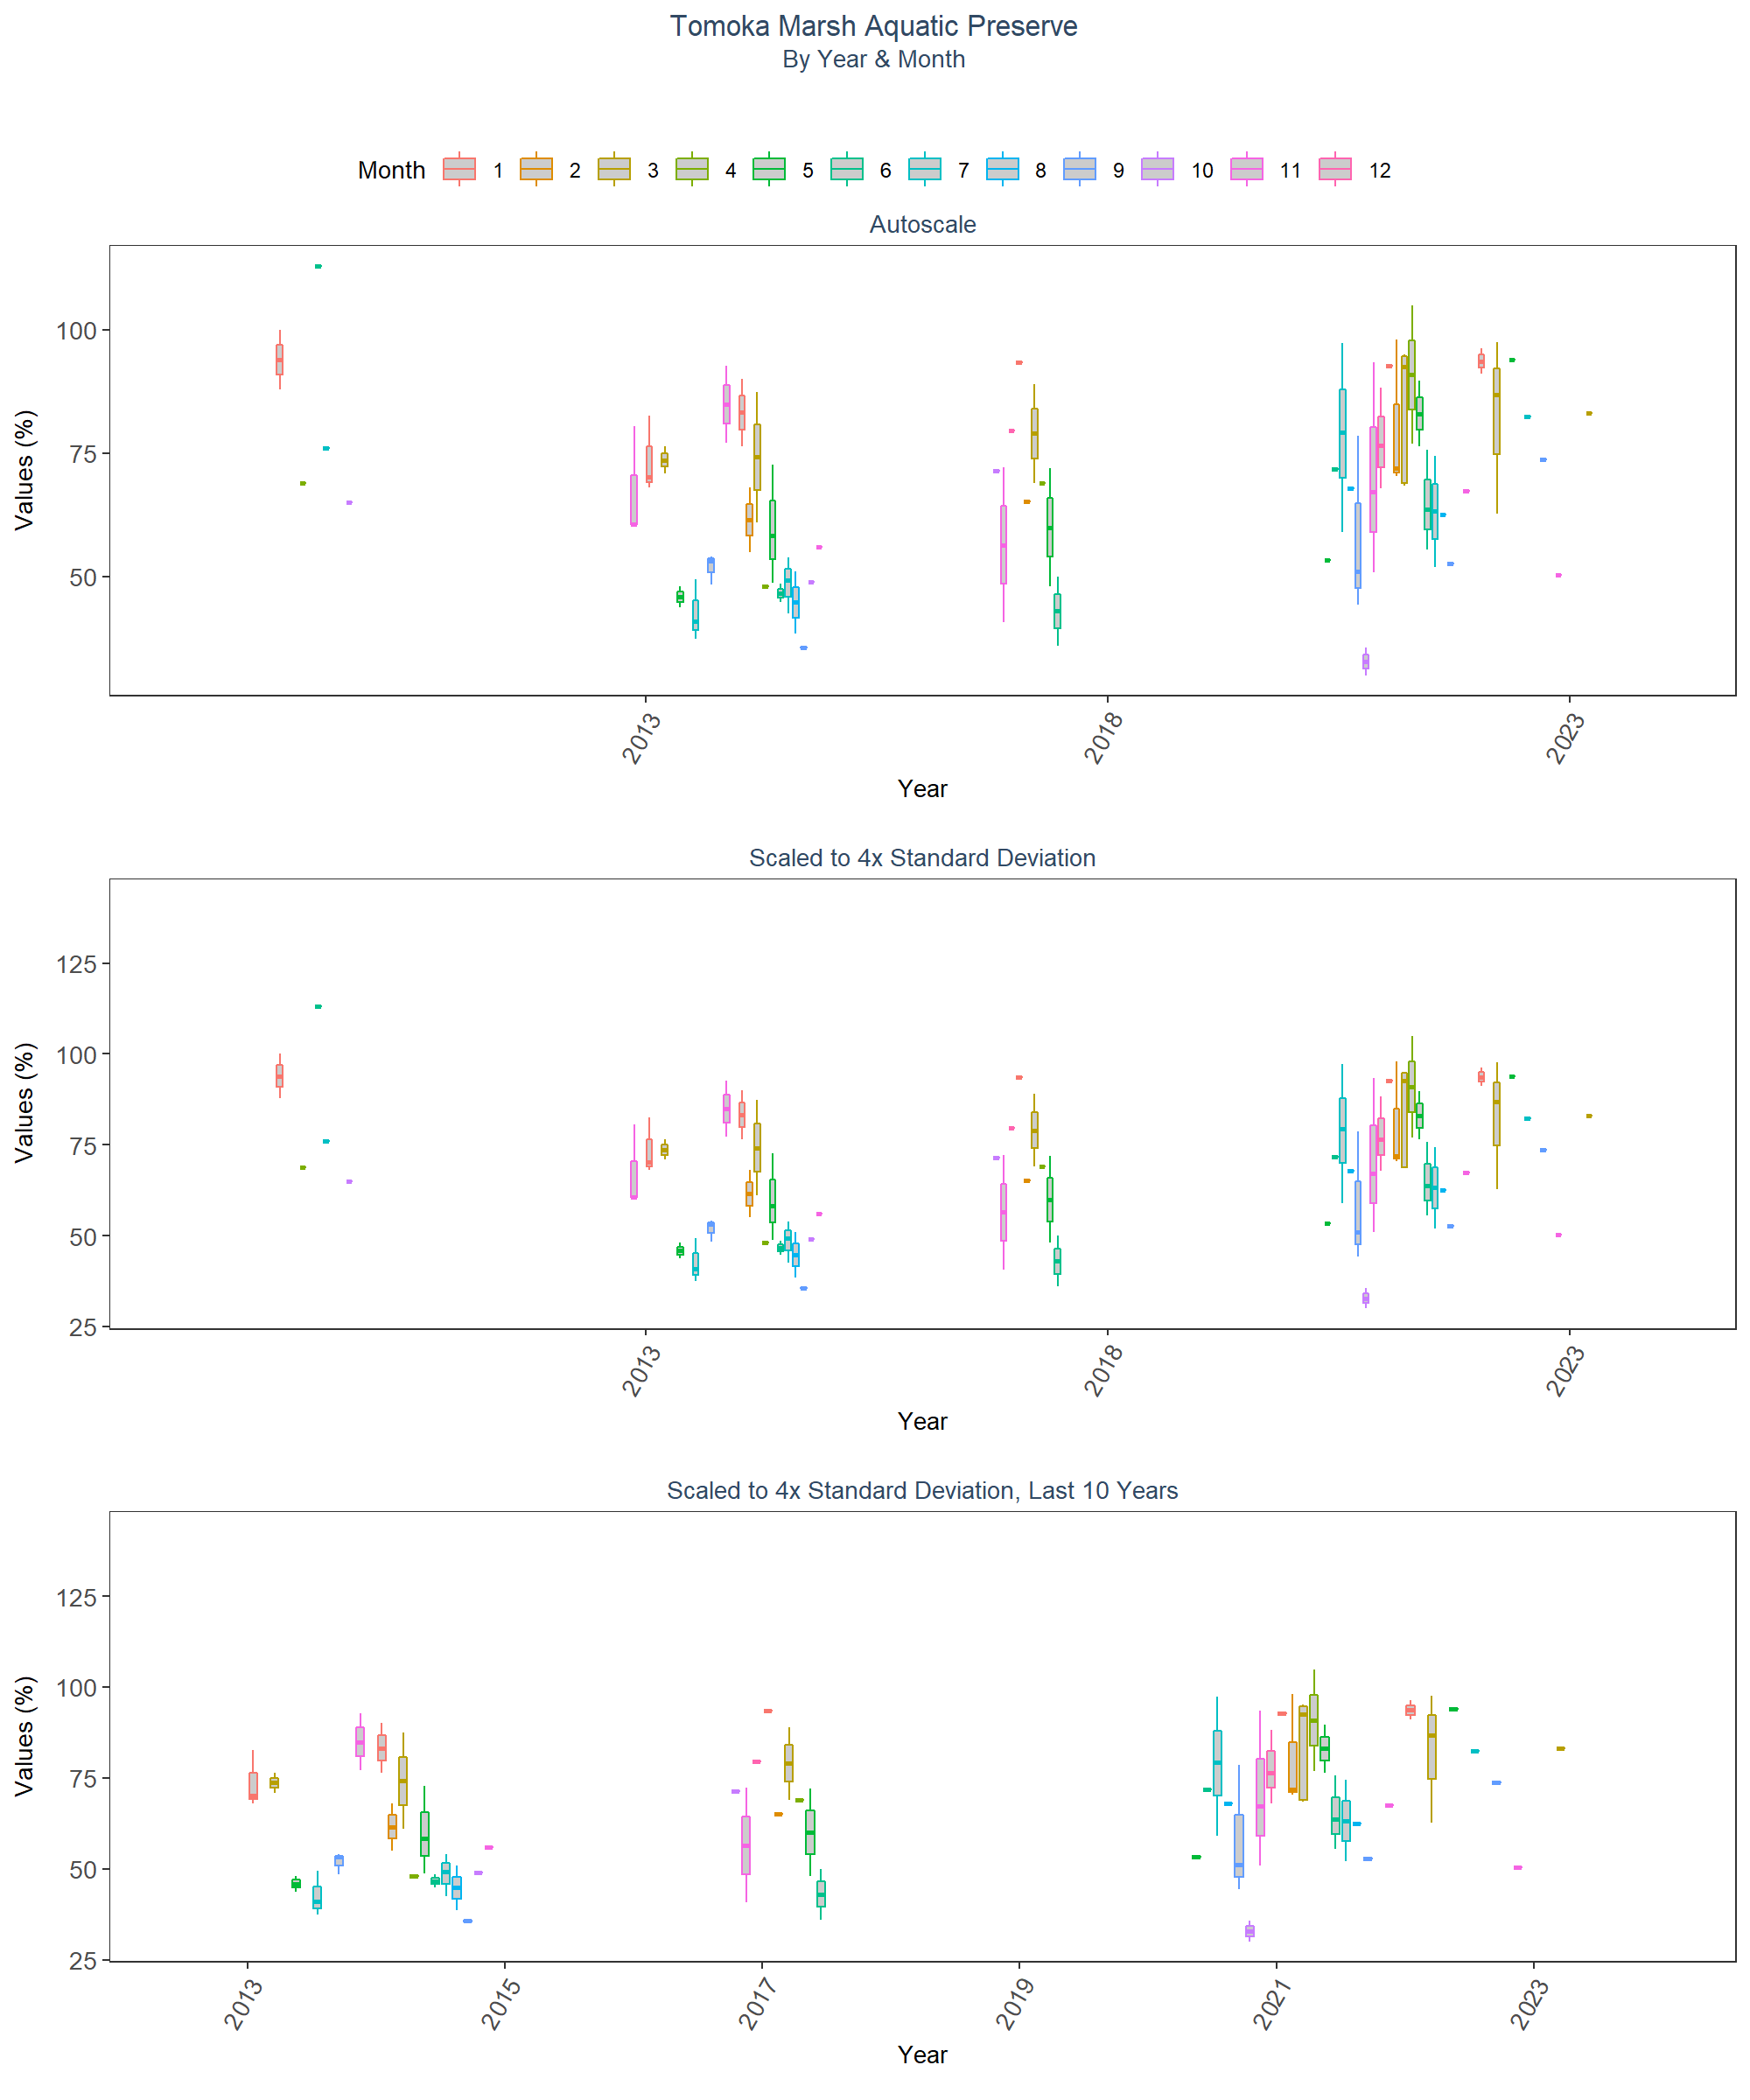 Tomoka Marsh Aquatic Preserve
By Year & Month
Month 1 2 3 4 5 6 7 8 9 10 11 12
Autoscale
100
75
50
Values (%)
2013 2018 2023
Year
Scaled to 4x Standard Deviation
125
100
75
50
25
Values (%)
2013 2018 2023
Year
Scaled to 4x Standard Deviation, Last 10 Years
125
100
75
50
25
Values (%)
2013 2015 2017 2019 2021 2023
Year